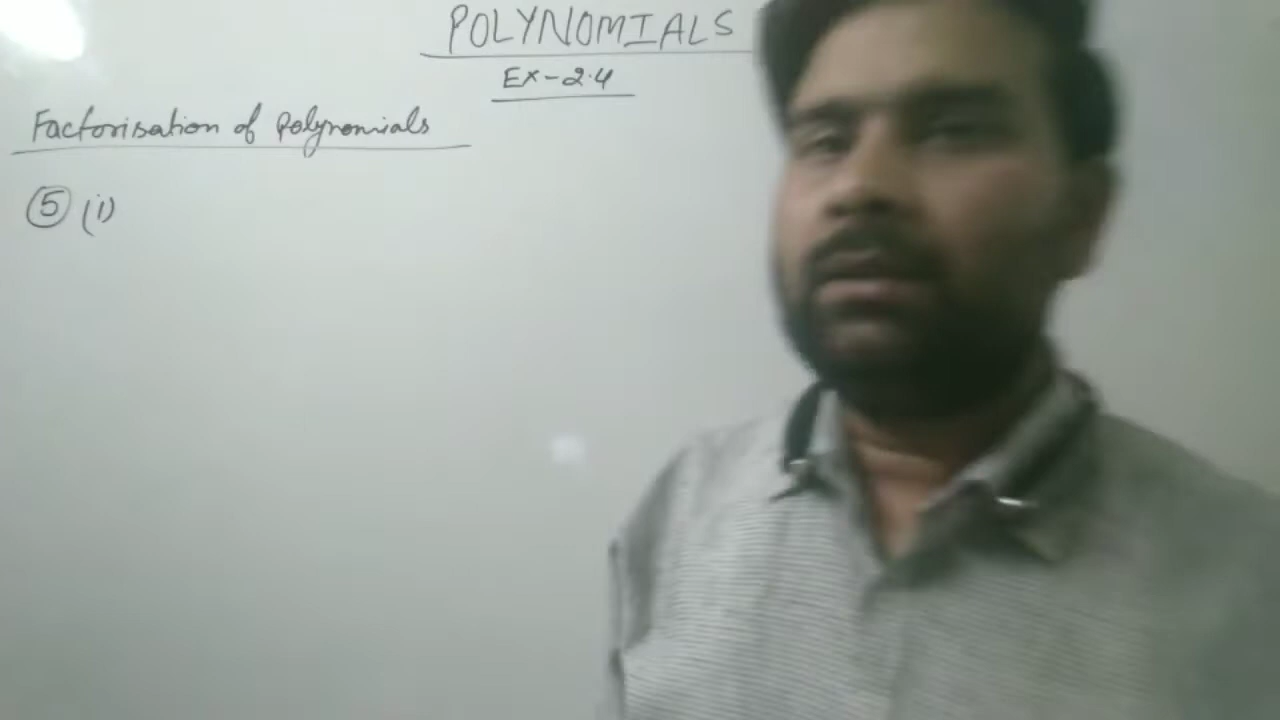 POLYNOMIALS
Ex-2.4
Factorisation of polynomials
5 (i)